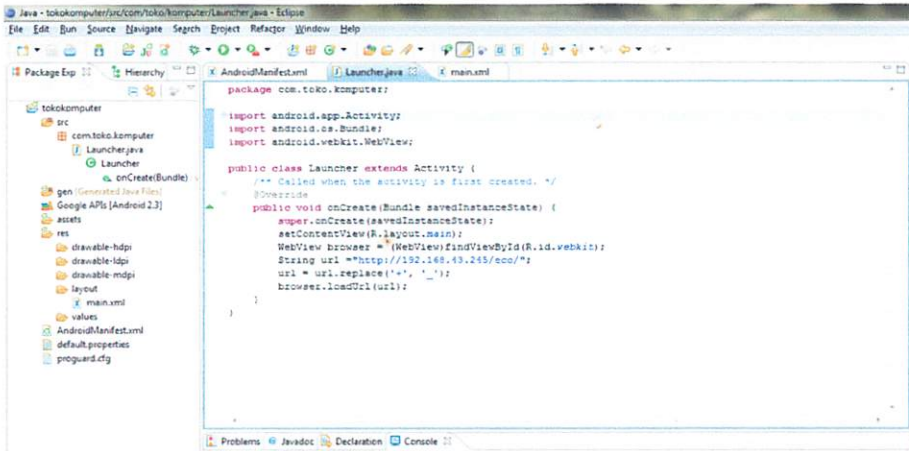 Java - tokokomputer/src/com/toko/komputer/Launcher.java - Eclipse
File Edit Run Source Navigate Search Project Refactor Window Help
Package Exp Hierarchy
AndroidManifest.xml Launcher.java main.xml
tokokomputer
src
com.toko.komputer
Launcher.java
Launcher
onCreate(Bundle)
gen [Generated Java Files]
Google APIs [Android 2.3]
assets
res
drawable-hdpi
drawable-ldpi
drawable-mdpi
layout
main.xml
values
AndroidManifest.xml
default.properties
proguard.cfg
package com.toko.komputer;
import android.app.Activity;
import android.os.Bundle;
import android.webkit.WebView;
public class Launcher extends Activity {
/** Called when the activity is first created. */
@Override
public void onCreate(Bundle savedInstanceState) {
super.onCreate(savedInstanceState);
setContentView(R.layout.main);
WebView browser = (WebView)findViewById(R.id.webkit);
String url ="http://192.168.43.245/eco/";
url = url.replace('+', '_');
browser.loadUrl(url);
}
}
Problems Javadoc Declaration Console